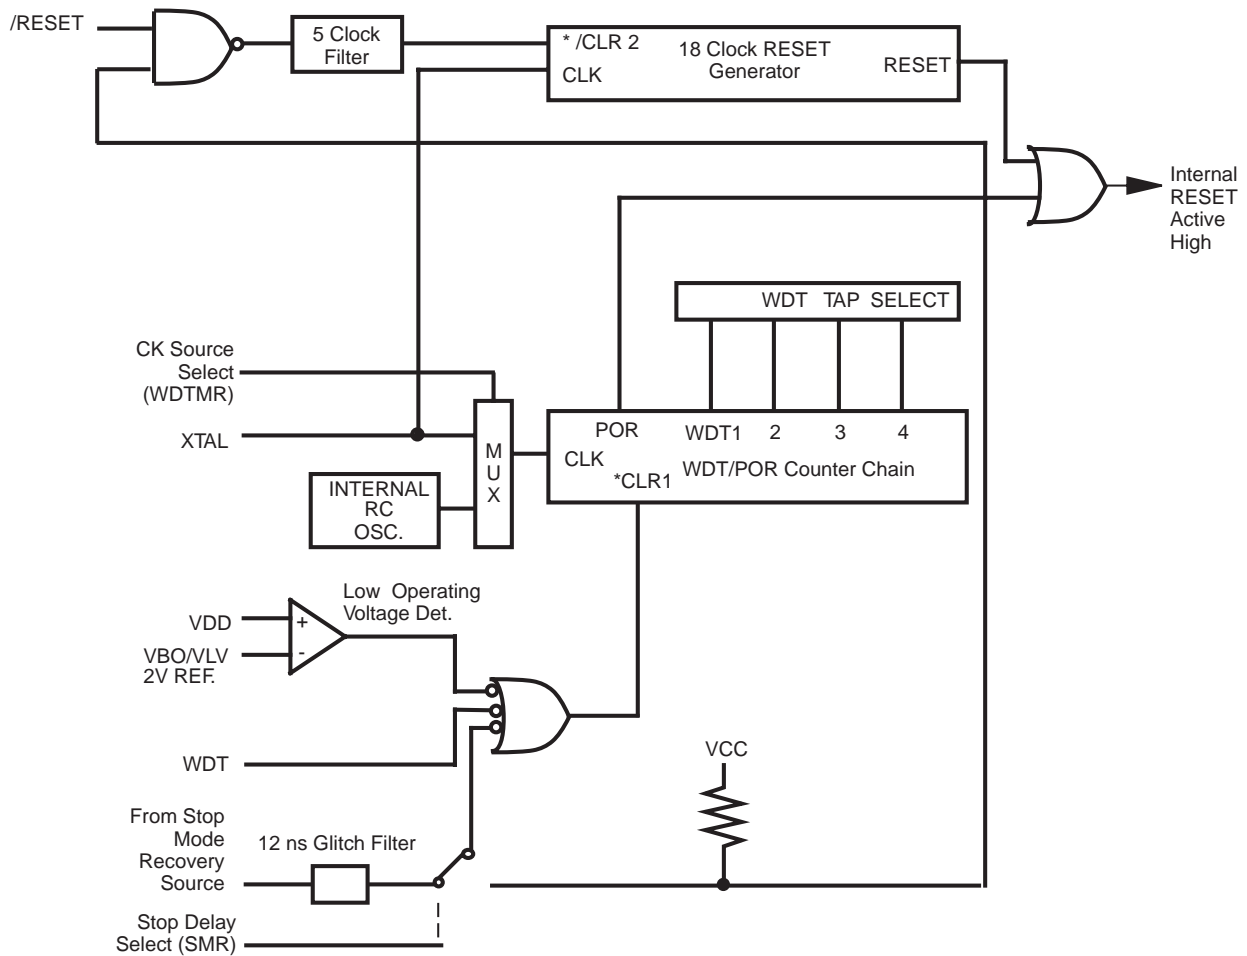 /RESET
5 Clock
Filter
* /CLR 2
CLK
18 Clock RESET
Generator
RESET
Internal
RESET
Active
High
WDT TAP SELECT
CK Source
Select
(WDTMR)
XTAL
M
U
X
POR
CLK
*CLR1
WDT1 2 3 4
WDT/POR Counter Chain
INTERNAL
RC
OSC.
Low Operating
Voltage Det.
VDD
+
VBO/VLV
2V REF.
-
WDT
VCC
From Stop
Mode
Recovery
Source
12 ns Glitch Filter
Stop Delay
Select (SMR)